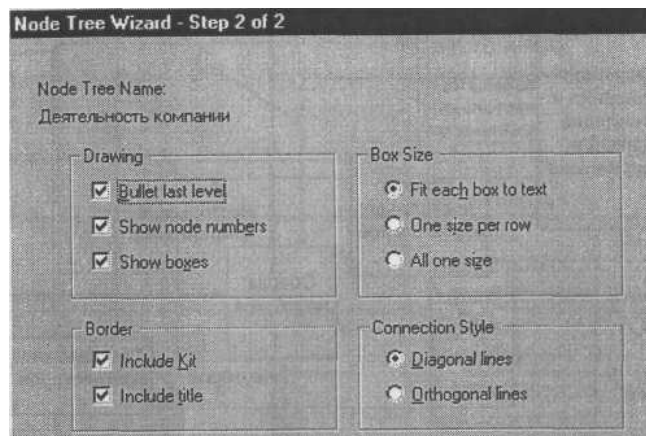 Node Tree Wizard - Step 2 of 2
Node Tree Name:
Деятельность компании
Drawing
Bullet last level
Show node numbers
Show boxes
Box Size
Fit each box to text
One size per row
All one size
Border
Include Kit
Include title
Connection Style
Diagonal lines
Orthogonal lines